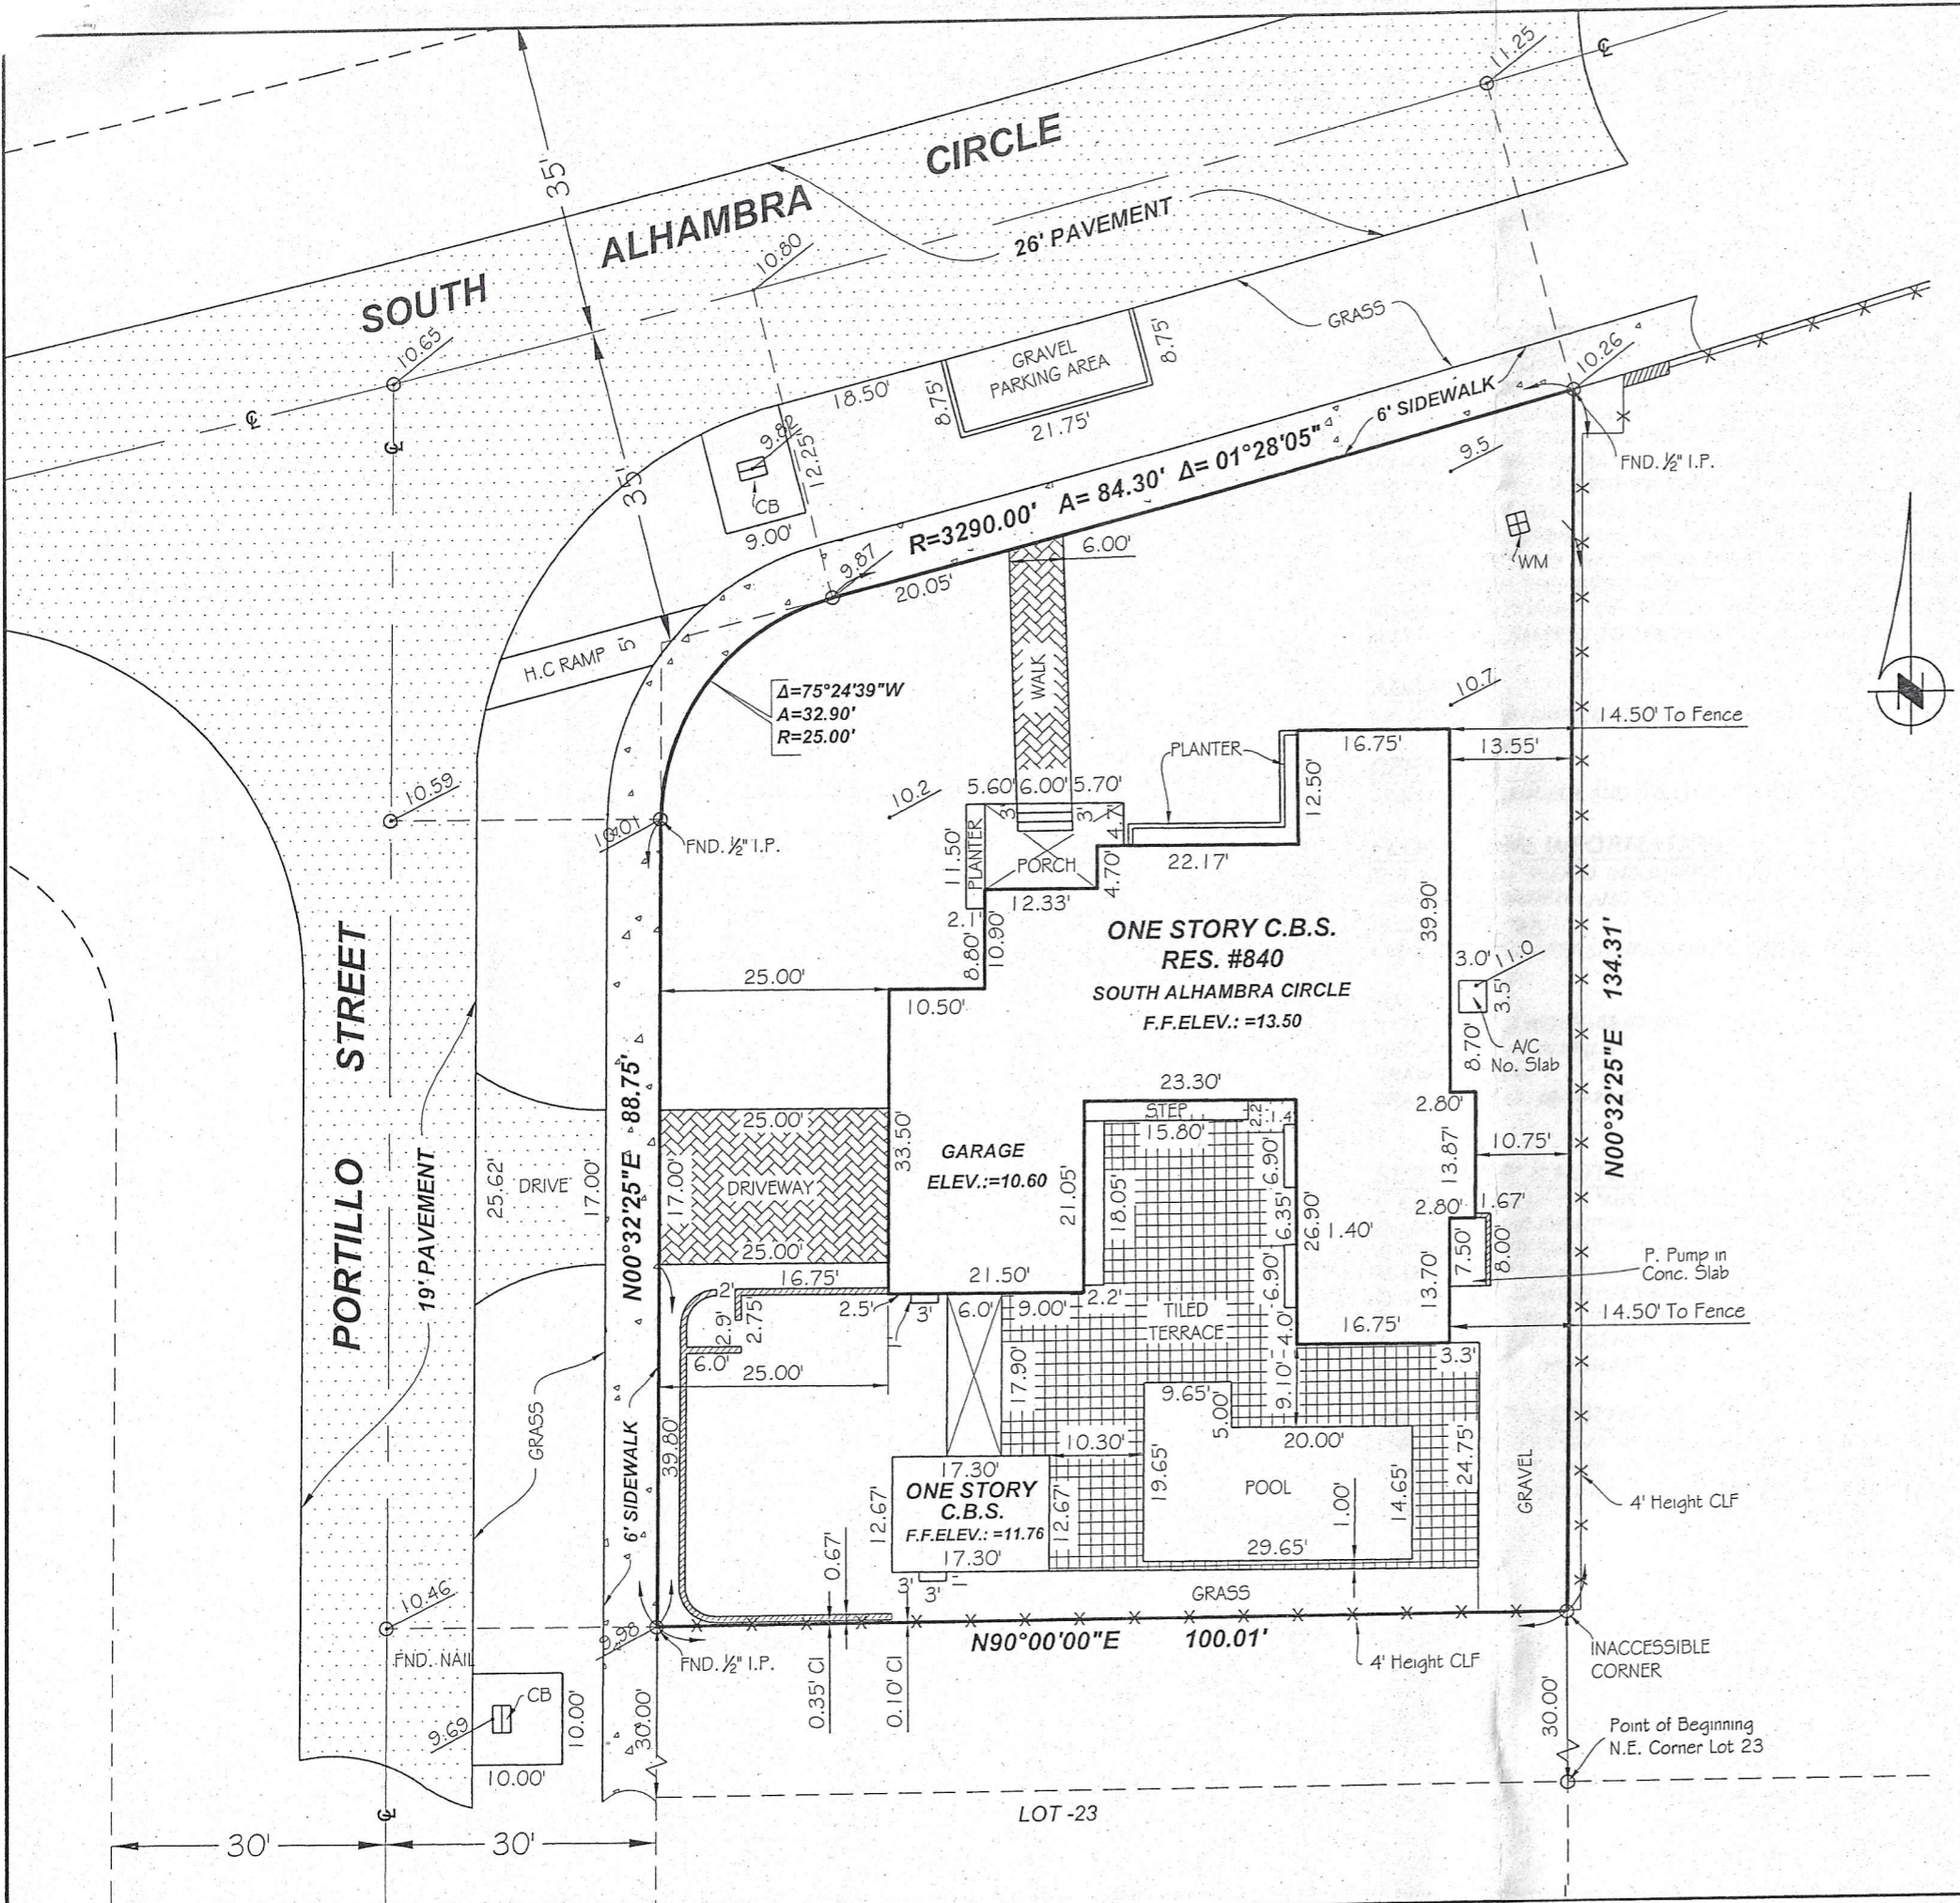 11.25
℄
CIRCLE
35'
ALHAMBRA
26' PAVEMENT
10.80
SOUTH
10.65
℄
℄
GRASS
GRAVEL
PARKING AREA
8.75'
8.75'
18.50'
21.75'
10.26
6' SIDEWALK
9.82
12.25'
CB
9.00'
35'
R=3290.00' A= 84.30' Δ= 01°28'05"
9.5
FND. ½" I.P.
WM
9.87
20.05'
6.00'
H.C RAMP 5'
WALK
Δ=75°24'39"W
A=32.90'
R=25.00'
10.7
N
14.50' To Fence
PLANTER
16.75'
13.55'
12.50'
10.59
10.01
FND. ½" I.P.
10.2
5.60' 6.00' 5.70'
3'
3'
4.7'
11.50'
PLANTER
PORCH
4.70'
22.17'
12.33'
2.1'
8.80'
10.90'
39.90'
ONE STORY C.B.S.
RES. #840
SOUTH ALHAMBRA CIRCLE
F.F.ELEV.: =13.50
3.0'
11.0
3.5'
8.70'
A/C
No. Slab
N00°32'25"E 134.31'
25.00'
10.50'
PORTILLO STREET
19' PAVEMENT
N00°32'25"E 88.75'
23.30'
STEP
2.2'
1.4'
15.80'
2.80'
25.00'
33.50'
GARAGE
ELEV.:=10.60
21.05'
18.05'
6.90'
6.35'
26.90'
1.40'
13.87'
10.75'
25.62'
DRIVE
17.00'
17.00'
DRIVEWAY
25.00'
2.80'
1.67'
7.50'
8.00'
13.70'
P. Pump in
Conc. Slab
16.75'
21.50'
6.90'
2'
2.5'
3'
6.0'
9.00'
2.2'
TILED
TERRACE
4.0'
14.50' To Fence
2.9'
2.75'
6.0'
25.00'
16.75'
3.3'
17.90'
9.10'
9.65'
5.00'
20.00'
GRASS
6' SIDEWALK
39.80'
10.30'
19.65'
POOL
1.00'
14.65'
24.75'
GRAVEL
4' Height CLF
17.30'
ONE STORY
C.B.S.
F.F.ELEV.: =11.76
17.30'
12.67'
12.67'
29.65'
0.67'
3'
3'
GRASS
10.46
9.98
FND. NAIL
FND. ½" I.P.
N90°00'00"E 100.01'
4' Height CLF
INACCESSIBLE
CORNER
0.35' Cl
0.10' Cl
CB
9.69
10.00'
10.00'
30.00'
30.00'
Point of Beginning
N.E. Corner Lot 23
℄
LOT -23
30'
30'